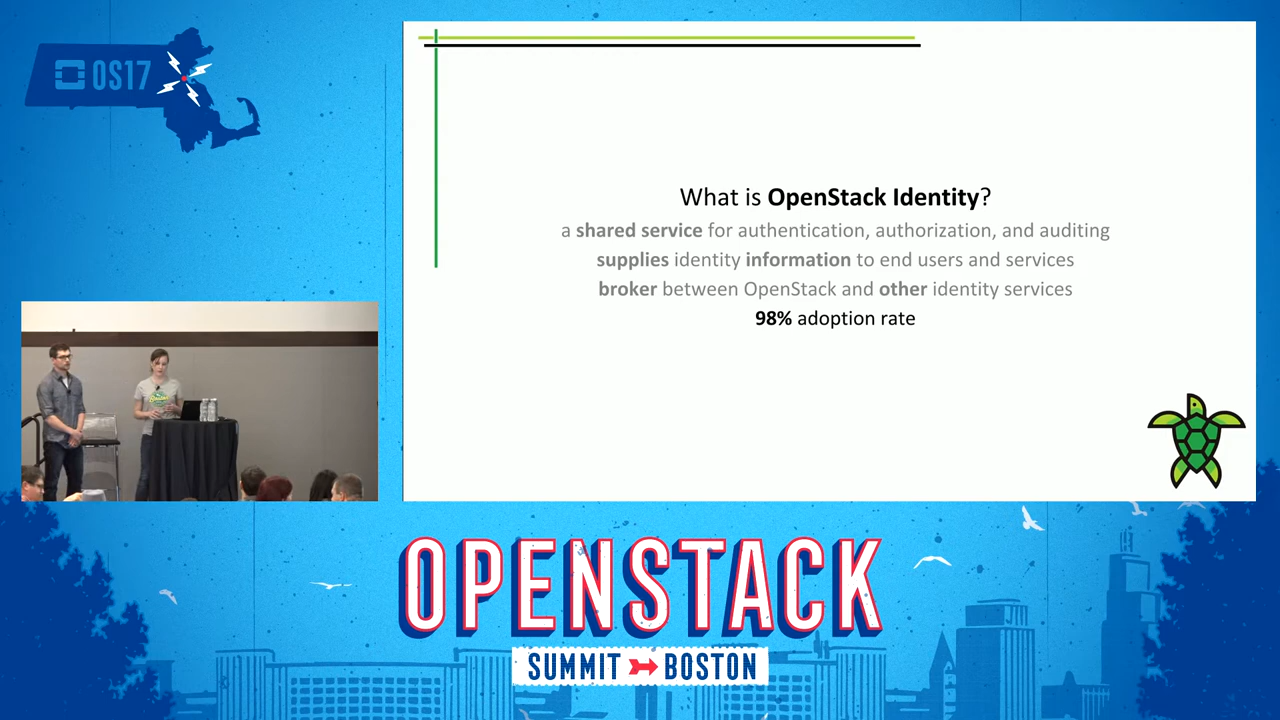 OS17
What is OpenStack Identity?
a shared service for authentication, authorization, and auditing
supplies identity information to end users and services
broker between OpenStack and other identity services
98% adoption rate
OPENSTACK
SUMMIT BOSTON